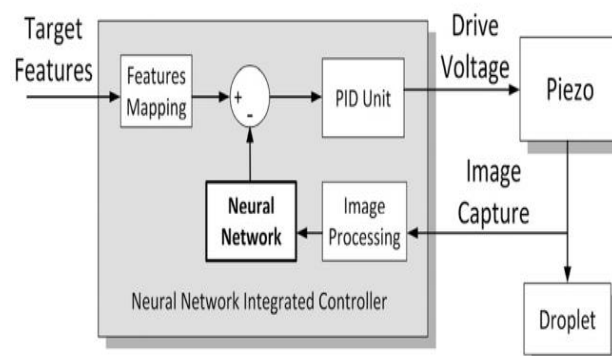 Target
Features
Features
Mapping
+
-
PID Unit
Drive
Voltage
Piezo
Neural
Network
Image
Processing
Image
Capture
Neural Network Integrated Controller
Droplet